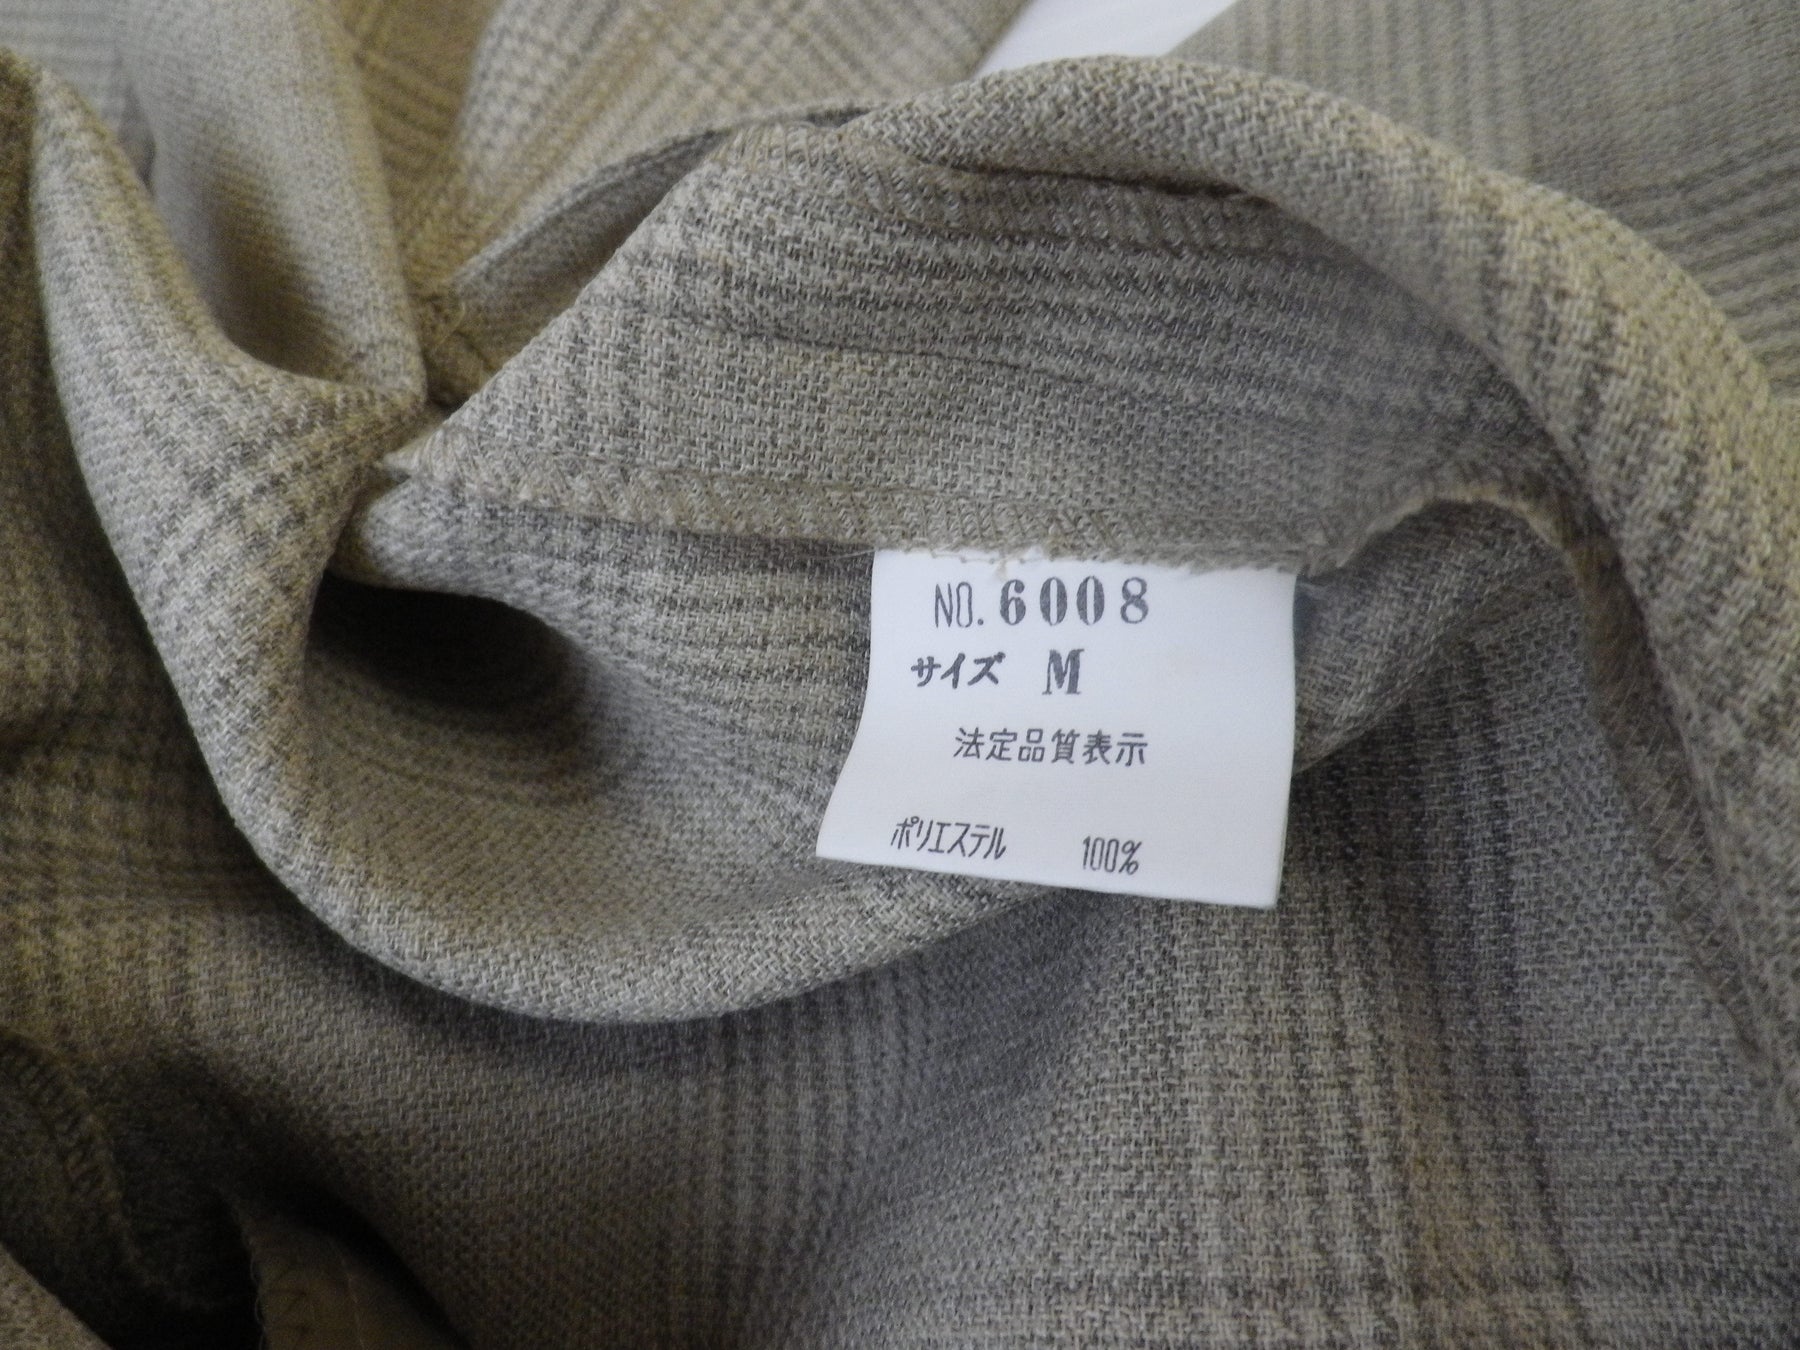 NO. 6008
サイズ M
法定品質表示
ポリエステル 100%